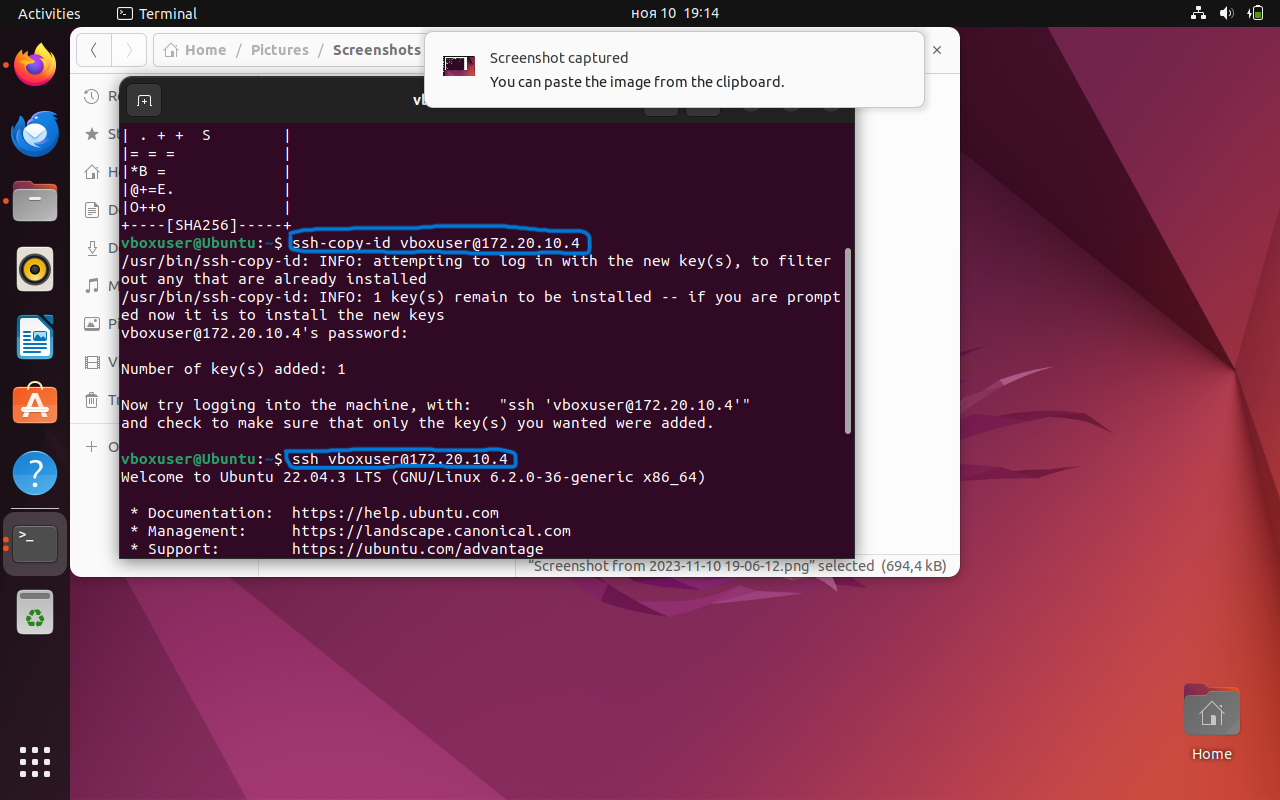 Activities
Terminal
ноя 10 19:14
Home / Pictures / Screenshots
Screenshot captured
You can paste the image from the clipboard.
| . + + S |
|= = = |
|*B = |
|@+=E. |
|O++o |
+----[SHA256]-----+
vboxuser@Ubuntu:~$ ssh-copy-id vboxuser@172.20.10.4
/usr/bin/ssh-copy-id: INFO: attempting to log in with the new key(s), to filter
out any that are already installed
/usr/bin/ssh-copy-id: INFO: 1 key(s) remain to be installed -- if you are prompt
ed now it is to install the new keys
vboxuser@172.20.10.4's password:
Number of key(s) added: 1
Now try logging into the machine, with: "ssh 'vboxuser@172.20.10.4'"
and check to make sure that only the key(s) you wanted were added.
vboxuser@Ubuntu:~$ ssh vboxuser@172.20.10.4
Welcome to Ubuntu 22.04.3 LTS (GNU/Linux 6.2.0-36-generic x86_64)
* Documentation: https://help.ubuntu.com
* Management: https://landscape.canonical.com
* Support: https://ubuntu.com/advantage
“Screenshot from 2023-11-10 19-06-12.png” selected (694,4 kB)
Home